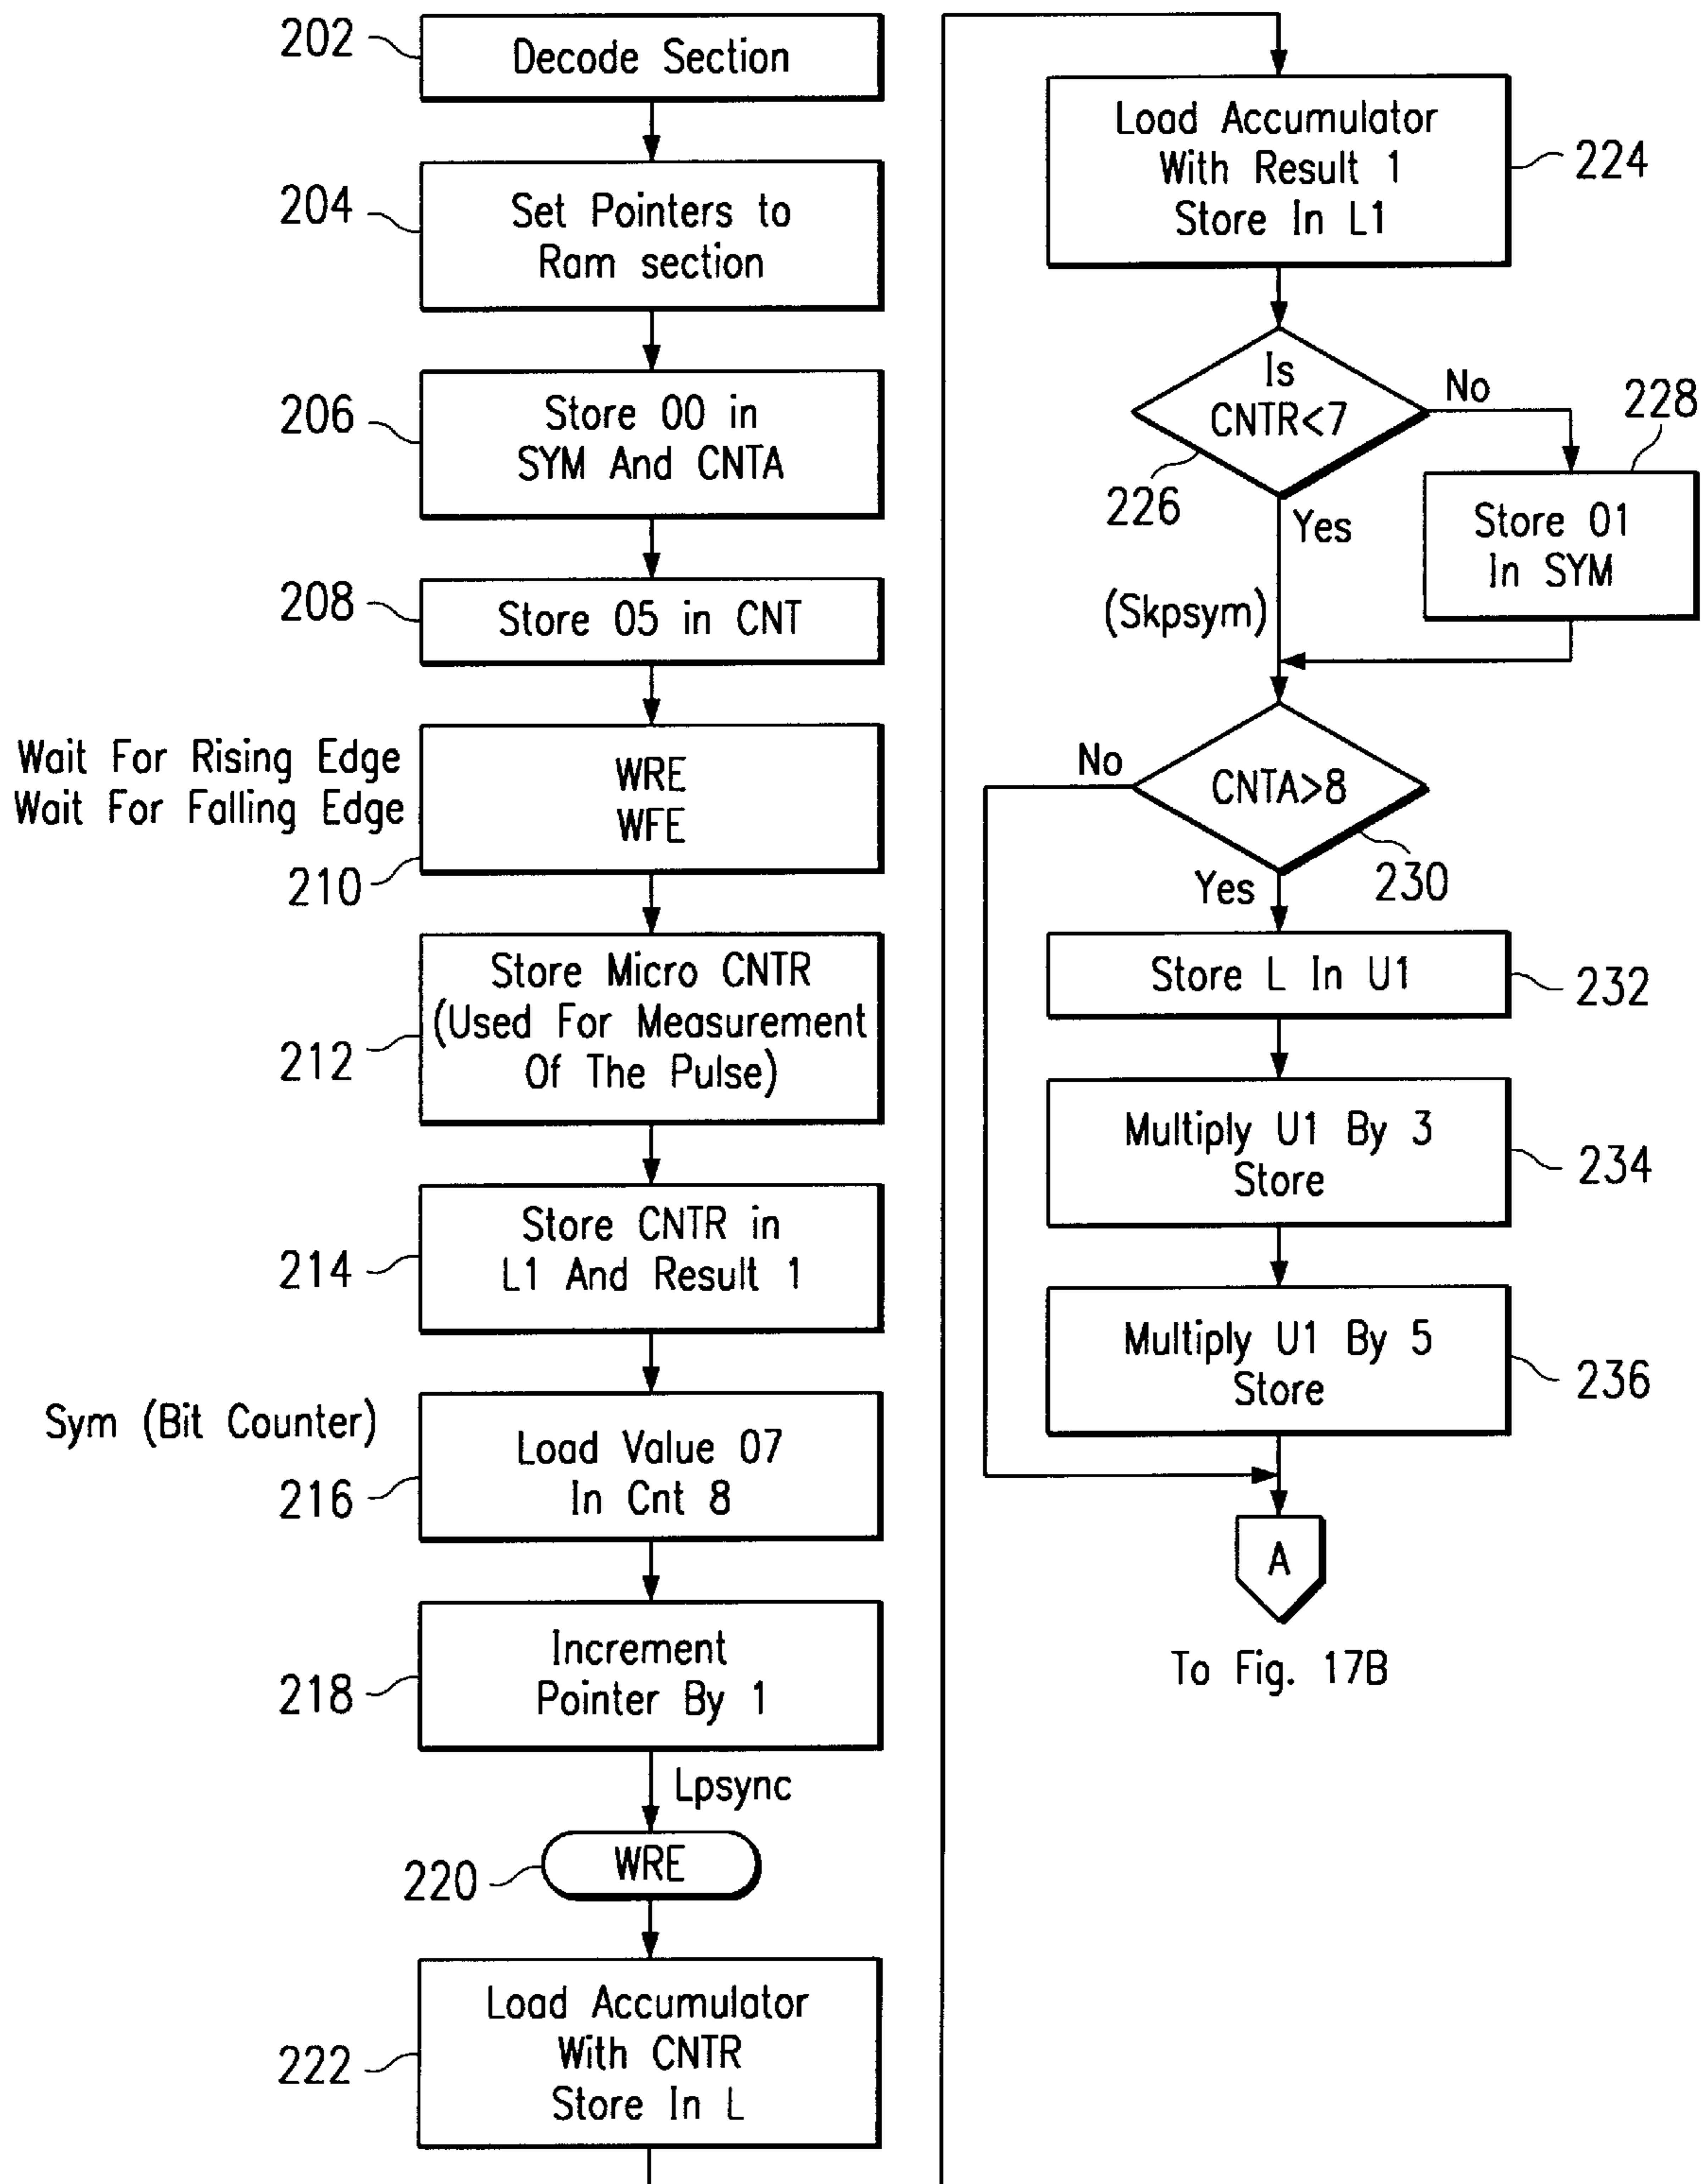 202
Decode Section
204
Set Pointers to
Ram section
206
Store 00 in
SYM And CNTA
208
Store 05 in CNT
Wait For Rising Edge
Wait For Falling Edge
210
WRE
WFE
212
Store Micro CNTR
(Used For Measurement
Of The Pulse)
214
Store CNTR in
L1 And Result 1
Sym (Bit Counter)
216
Load Value 07
In Cnt 8
218
Increment
Pointer By 1
Lpsync
220
WRE
222
Load Accumulator
With CNTR
Store In L
Load Accumulator
With Result 1
Store In L1
224
Is
CNTR<7
226
No
Yes
228
Store 01
In SYM
(Skpsym)
CNTA>8
No
230
Yes
Store L In U1
232
Multiply U1 By 3
Store
234
Multiply U1 By 5
Store
236
A
To Fig. 17B